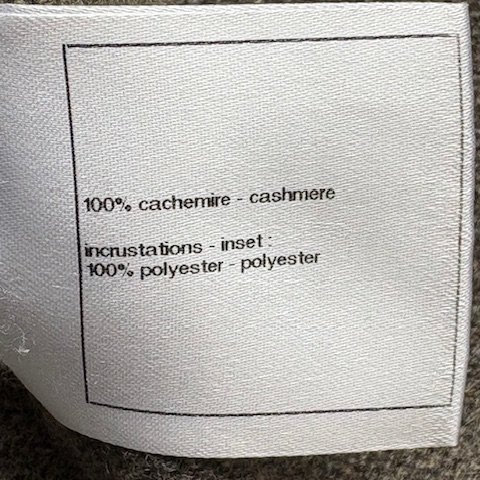 100% cachemire - cashmere
incrustations - inset :
100% polyester - polyester